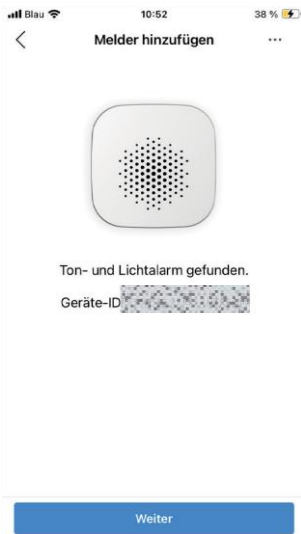 Blau 10:52 38 %
Melder hinzufügen ...
Ton- und Lichtalarm gefunden.
Geräte-ID
Weiter